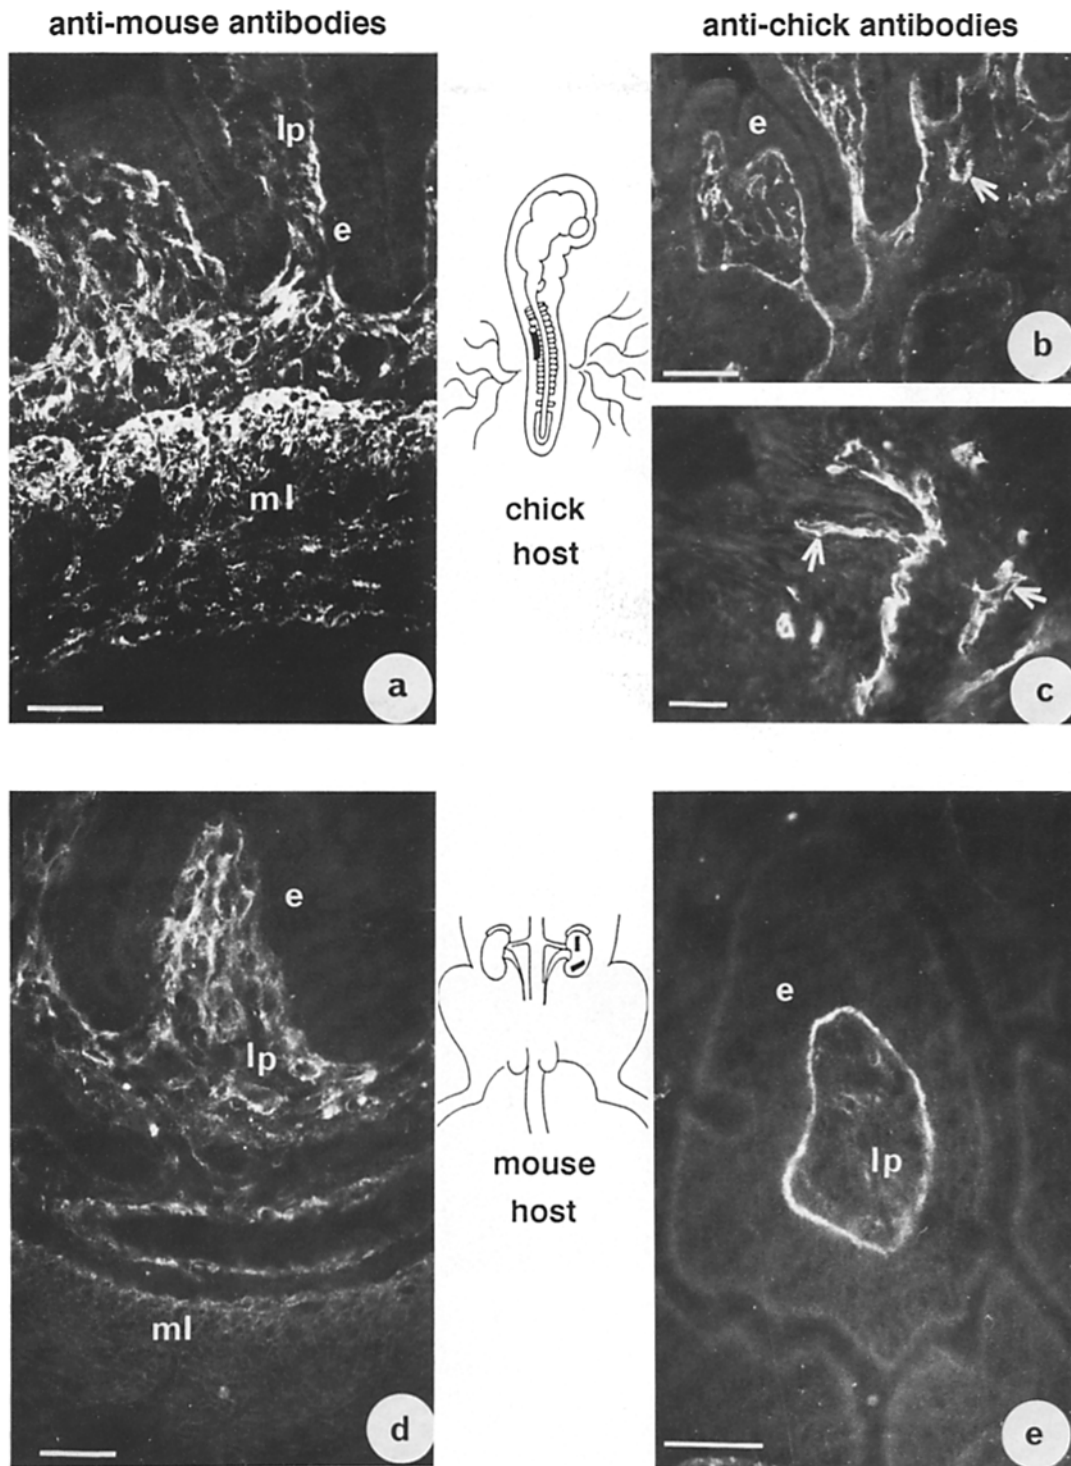 anti-mouse antibodies
anti-chick antibodies
lp
e
ml
a
chick
host
e
b
c
e
lp
ml
d
mouse
host
e
lp
e